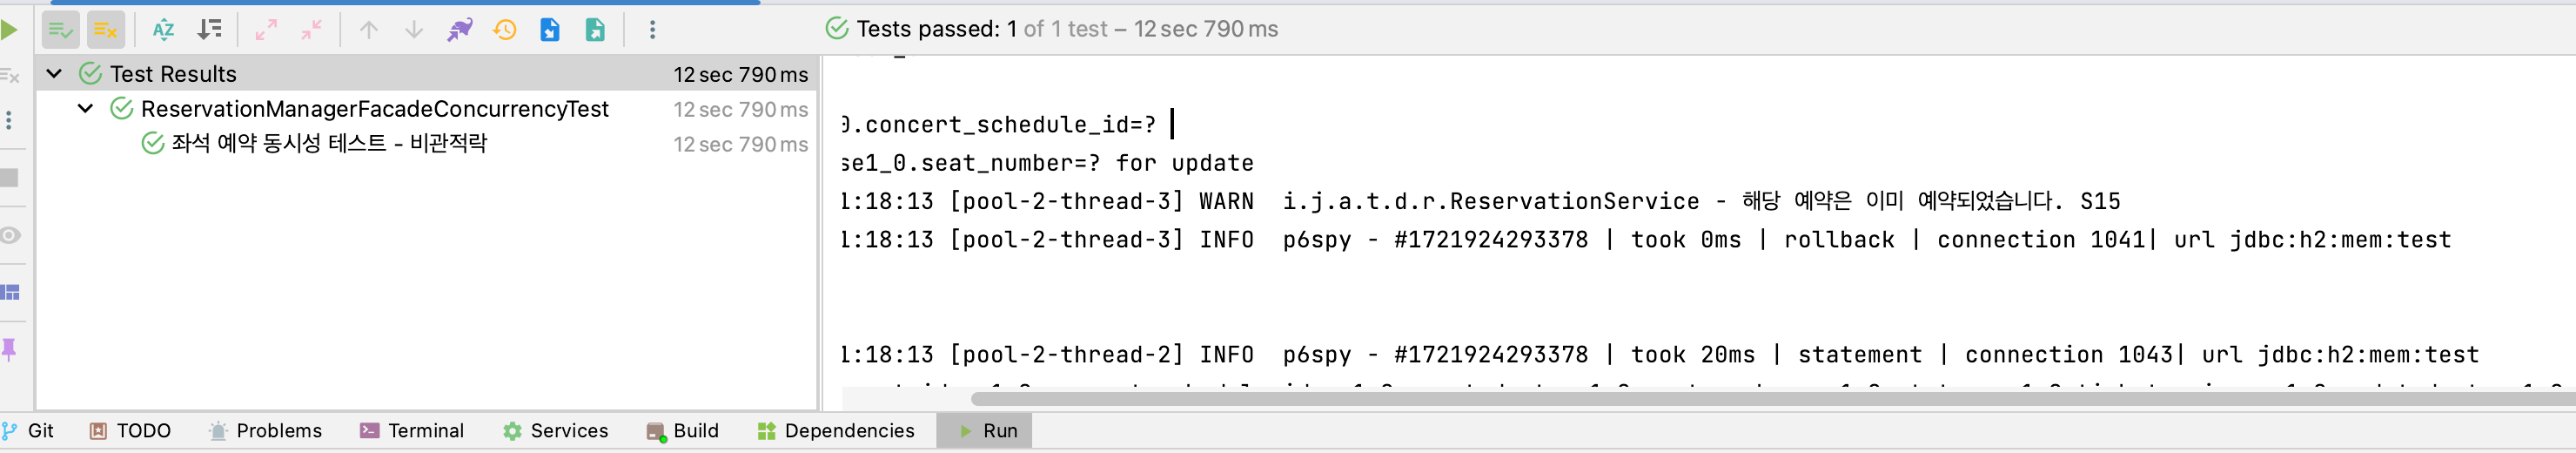 Tests passed: 1 of 1 test – 12 sec 790 ms
Test Results 12 sec 790 ms
ReservationManagerFacadeConcurrencyTest 12 sec 790 ms
좌석 예약 동시성 테스트 - 비관적락 12 sec 790 ms
0.concert_schedule_id=?
se1_0.seat_number=? for update
1:18:13 [pool-2-thread-3] WARN i.j.a.t.d.r.ReservationService - 해당 예약은 이미 예약되었습니다. S15
1:18:13 [pool-2-thread-3] INFO p6spy - #1721924293378 | took 0ms | rollback | connection 1041| url jdbc:h2:mem:test
1:18:13 [pool-2-thread-2] INFO p6spy - #1721924293378 | took 20ms | statement | connection 1043| url jdbc:h2:mem:test
Git TODO Problems Terminal Services Build Dependencies Run